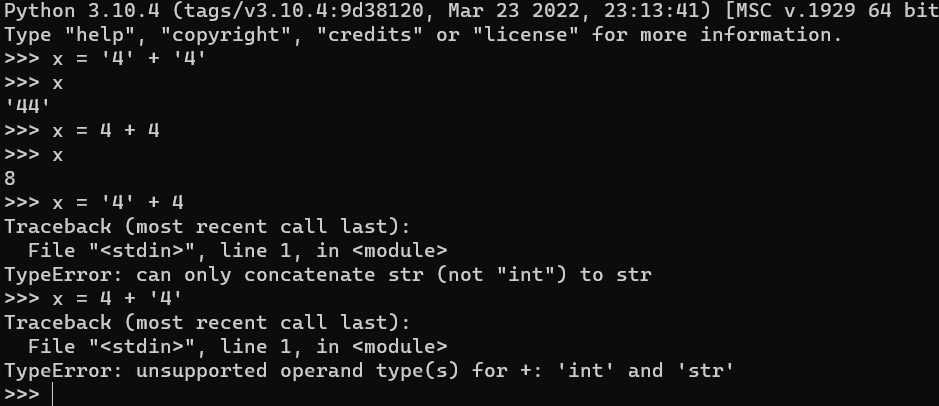 Python 3.10.4 (tags/v3.10.4:9d38120, Mar 23 2022, 23:13:41) [MSC v.1929 64 bit
Type "help", "copyright", "credits" or "license" for more information.
>>> x = '4' + '4'
>>> x
'44'
>>> x = 4 + 4
>>> x
8
>>> x = '4' + 4
Traceback (most recent call last):
  File "<stdin>", line 1, in <module>
TypeError: can only concatenate str (not "int") to str
>>> x = 4 + '4'
Traceback (most recent call last):
  File "<stdin>", line 1, in <module>
TypeError: unsupported operand type(s) for +: 'int' and 'str'
>>>